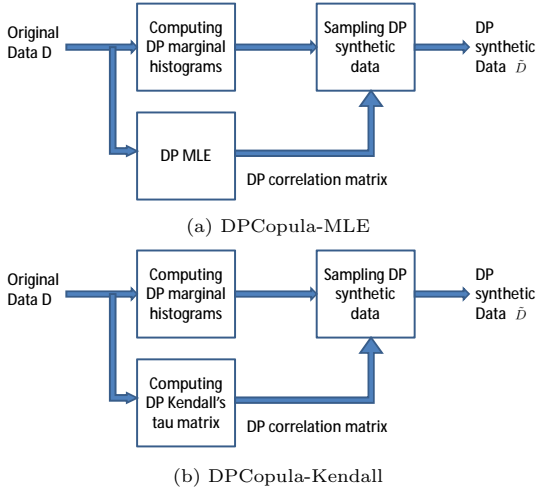 Original
Data D
Computing
DP marginal
histograms
Sampling DP
synthetic
data
DP
synthetic
Data D̃
DP MLE
DP correlation matrix
(a) DPCopula-MLE
Original
Data D
Computing
DP marginal
histograms
Sampling DP
synthetic
data
DP
synthetic
Data D̃
Computing
DP Kendall's
tau matrix
DP correlation matrix
(b) DPCopula-Kendall